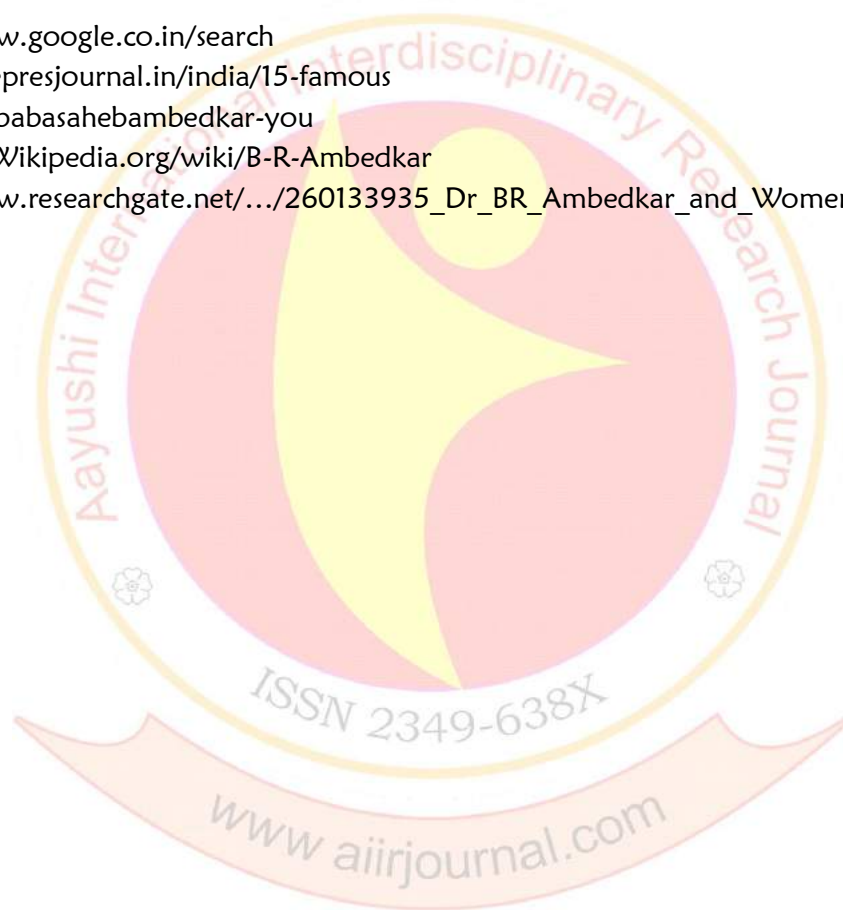 w.google.co.in/search
presjournal.in/india/15-famous
babasahebambedkar-you
Wikipedia.org/wiki/B-R-Ambedkar
w.researchgate.net/.../260133935_Dr_BR_Ambedkar_and_Women
Aayushi International Interdisciplinary Research Journal
ISSN 2349-638X
www aiirjournal.com